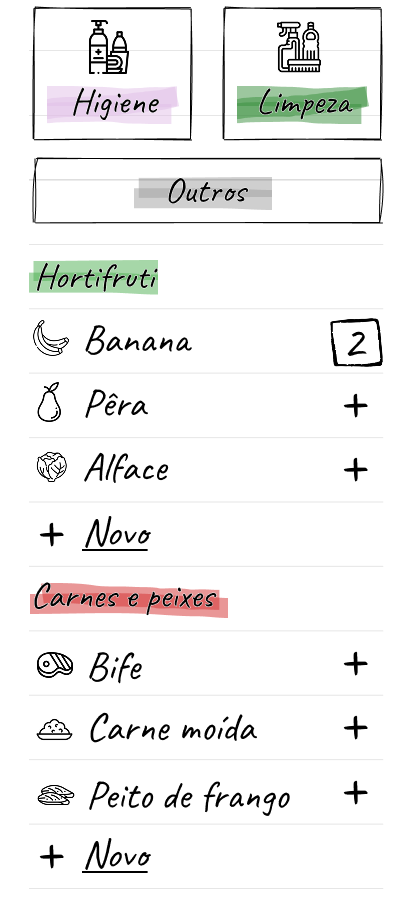 Higiene Limpeza
Outros
Hortifruti
Banana 2
Pêra +
Alface +
+ Novo
Carnes e peixes
Bife +
Carne moída +
Peito de frango +
+ Novo